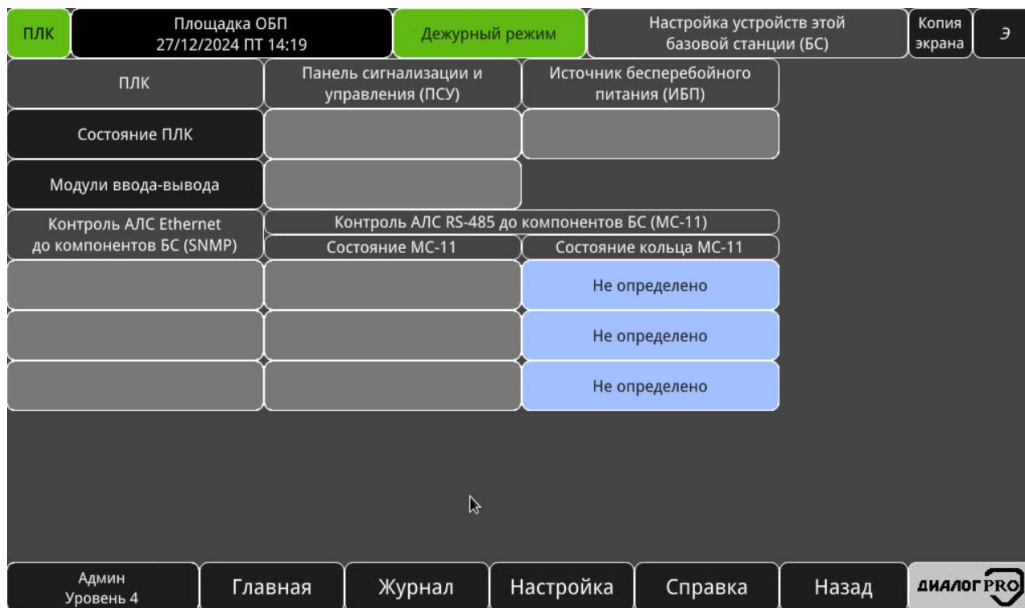 ПЛК
Площадка ОБП
27/12/2024 ПТ 14:19
Дежурный режим
Настройка устройств этой
базовой станции (БС)
Копия
экрана
Э
ПЛК
Панель сигнализации и
управления (ПСУ)
Источник бесперебойного
питания (ИБП)
Состояние ПЛК
Модули ввода-вывода
Контроль АЛС Ethernet
до компонентов БС (SNMP)
Контроль АЛС RS-485 до компонентов БС (МС-11)
Состояние МС-11
Состояние кольца МС-11
Не определено
Не определено
Не определено
Админ
Уровень 4
Главная
Журнал
Настройка
Справка
Назад
ДИАЛОГ PRO